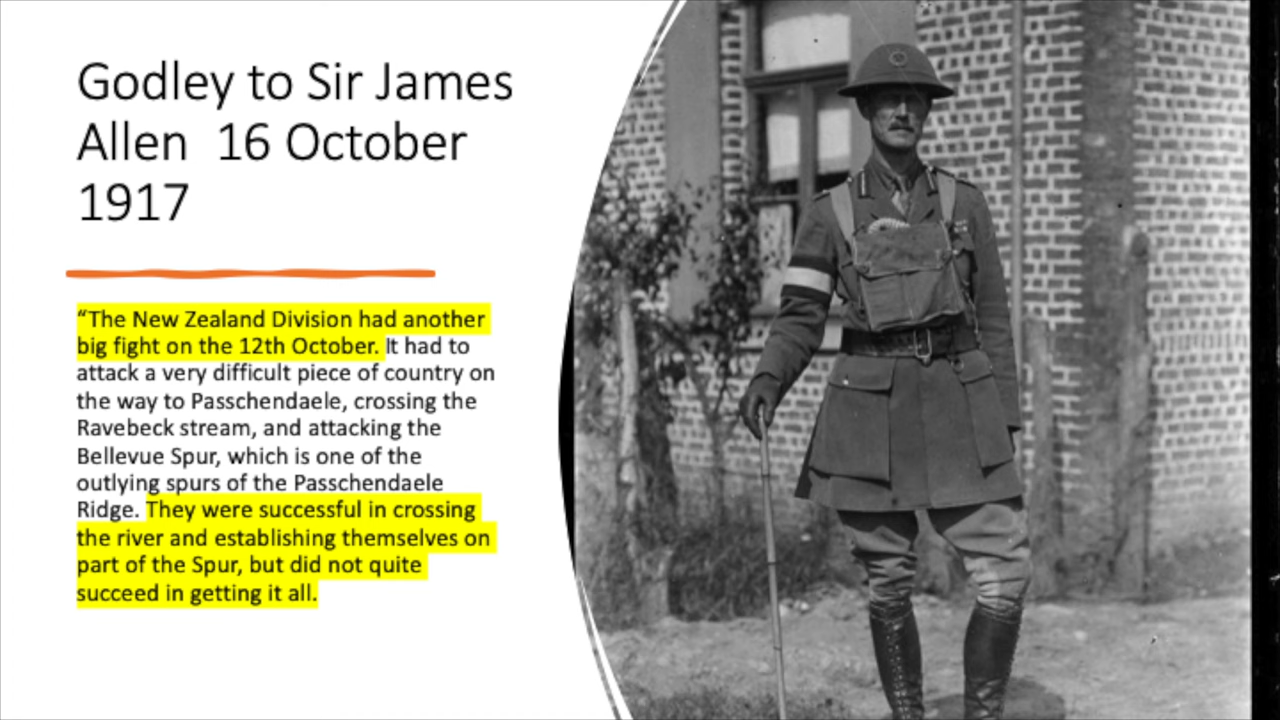 Godley to Sir James
Allen  16 October
1917
“The New Zealand Division had another
big fight on the 12th October. It had to
attack a very difficult piece of country on
the way to Passchendaele, crossing the
Ravebeck stream, and attacking the
Bellevue Spur, which is one of the
outlying spurs of the Passchendaele
Ridge. They were successful in crossing
the river and establishing themselves on
part of the Spur, but did not quite
succeed in getting it all.